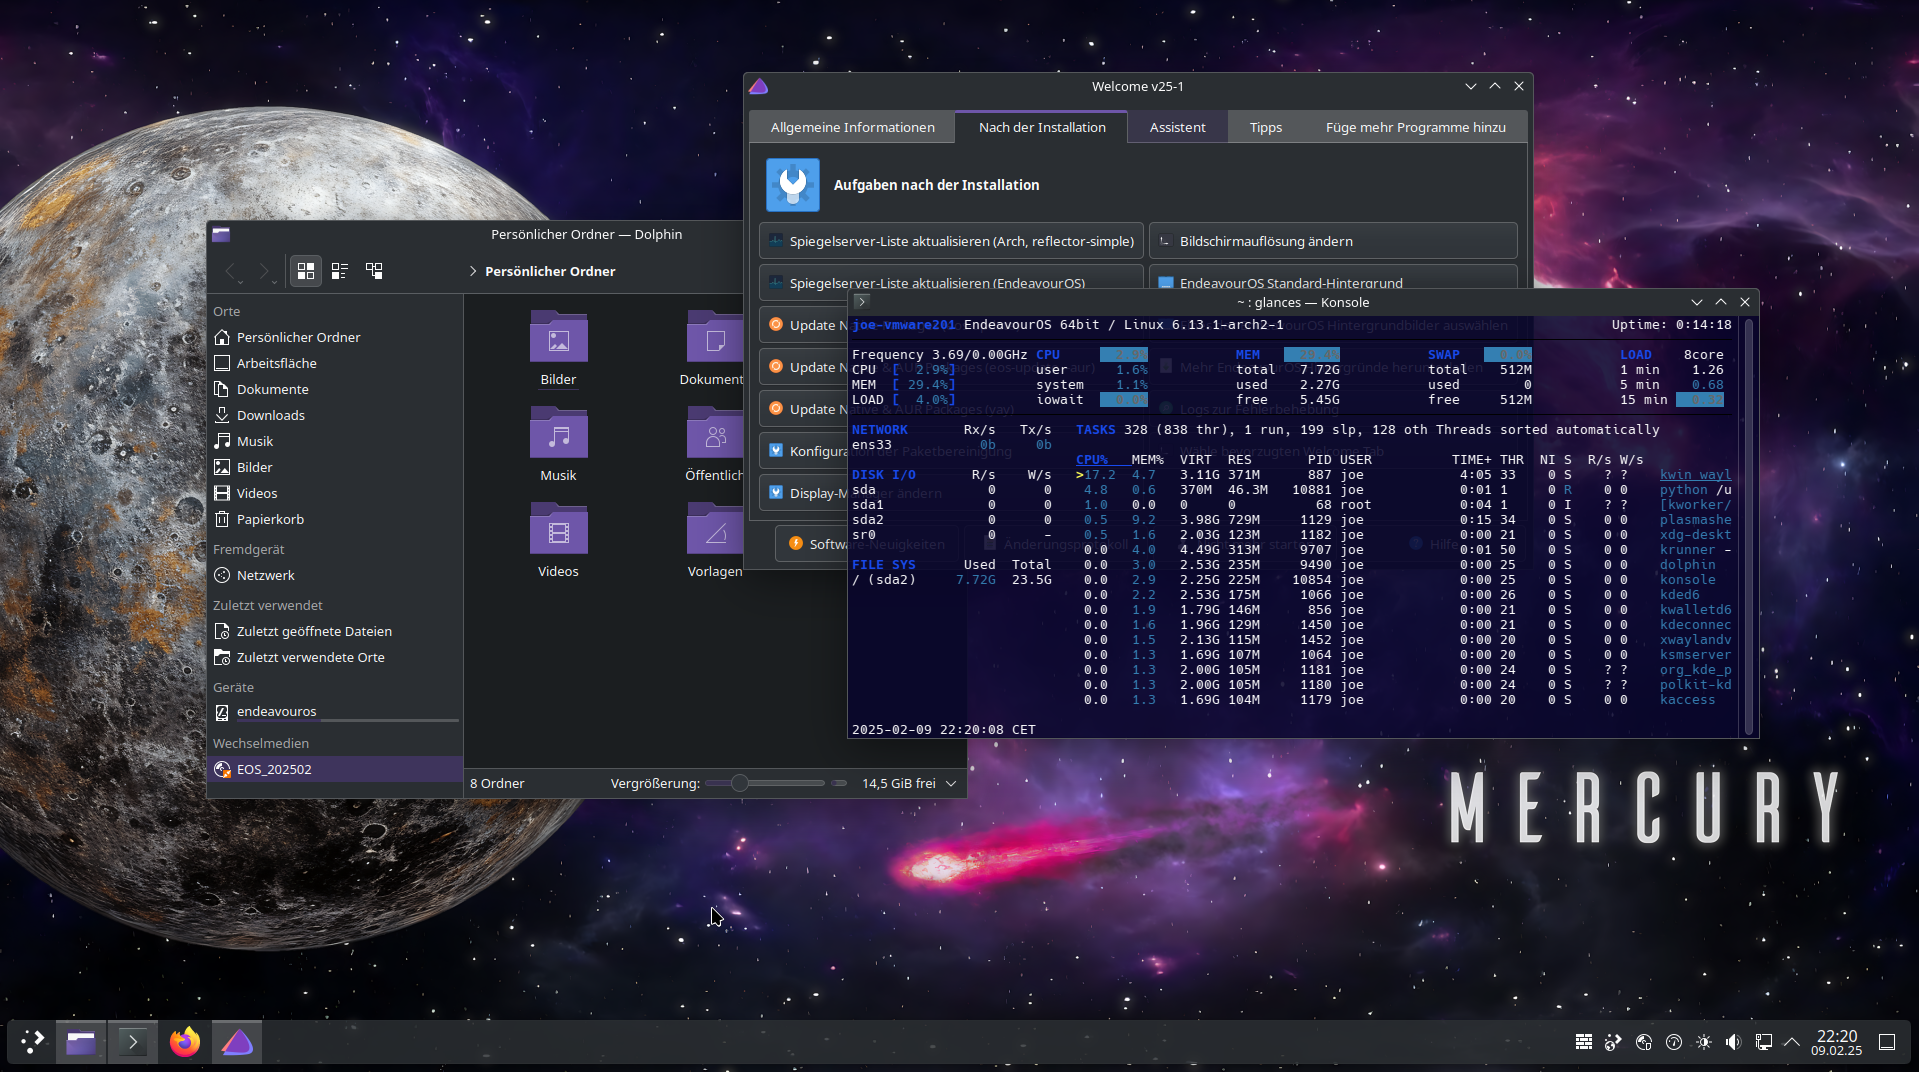 Welcome v25-1
Allgemeine Informationen
Nach der Installation
Assistent
Tipps
Füge mehr Programme hinzu
Aufgaben nach der Installation
Spiegelserver-Liste aktualisieren (Arch, reflector-simple)
Bildschirmauflösung ändern
Spiegelserver-Liste aktualisieren (EndeavourOS)
EndeavourOS Standard-Hintergrund
Update
Update
Update
Display-
Persönlicher Ordner — Dolphin
Persönlicher Ordner
Orte
Persönlicher Ordner
Arbeitsfläche
Dokumente
Downloads
Musik
Bilder
Videos
Papierkorb
Fremdgerät
Netzwerk
Zuletzt verwendet
Zuletzt geöffnete Dateien
Zuletzt verwendete Orte
Geräte
endeavouros
Wechselmedien
EOS_202502
Bilder
Dokument
Musik
Öffentlich
Videos
Vorlagen
8 Ordner
Vergrößerung:
14,5 GiB frei
~ : glances — Konsole
joe-vmware201 EndeavourOS 64bit / Linux 6.13.1-arch2-1 Uptime: 0:14:18
Frequency 3.69/0.00GHz CPU 2.9% MEM 29.4% SWAP 0.0% LOAD 8core
CPU [ 2.9%] user 1.6% total 7.72G total 512M 1 min 1.26
MEM [ 29.4%] system 1.1% used 2.27G used 0 5 min 0.68
LOAD [ 4.0%] iowait 0.0% free 5.45G free 512M 15 min 0.32
NETWORK Rx/s Tx/s TASKS 328 (838 thr), 1 run, 199 slp, 128 oth Threads sorted automatically
ens33 0b 0b
CPU% MEM% VIRT RES PID USER TIME+ THR NI S R/s W/s
DISK I/O R/s W/s >17.2 4.7 3.11G 371M 887 joe 4:05 33 0 S ? ? kwin_wayl
sda 0 0 4.8 0.6 370M 46.3M 10881 joe 0:01 1 0 R 0 0 python /u
sda1 0 0 1.0 0.0 0 0 68 root 0:04 1 0 I ? ? [kworker/
sda2 0 0 0.5 9.2 3.98G 729M 1129 joe 0:15 34 0 S 0 0 plasmashe
sr0 0 - 0.5 1.6 2.03G 123M 1182 joe 0:00 21 0 S 0 0 xdg-deskt
0.0 4.0 4.49G 313M 9707 joe 0:01 50 0 S 0 0 krunner -
FILE SYS Used Total 0.0 3.0 2.53G 235M 9490 joe 0:00 25 0 S 0 0 dolphin
/ (sda2) 7.72G 23.5G 0.0 2.9 2.25G 225M 10854 joe 0:00 25 0 S 0 0 konsole
0.0 2.2 2.53G 175M 1066 joe 0:00 26 0 S 0 0 kded6
0.0 1.9 1.79G 146M 856 joe 0:00 21 0 S 0 0 kwalletd6
0.0 1.6 1.96G 129M 1450 joe 0:00 21 0 S 0 0 kdeconnec
0.0 1.5 2.13G 115M 1452 joe 0:00 20 0 S 0 0 xwaylandv
0.0 1.3 1.69G 107M 1064 joe 0:00 20 0 S 0 0 ksmserver
0.0 1.3 2.00G 105M 1181 joe 0:00 24 0 S ? ? org_kde_p
0.0 1.3 2.00G 105M 1180 joe 0:00 24 0 S ? ? polkit-kd
0.0 1.3 1.69G 104M 1179 joe 0:00 20 0 S 0 0 kaccess
2025-02-09 22:20:08 CET
MERCURY
22:20
09.02.25